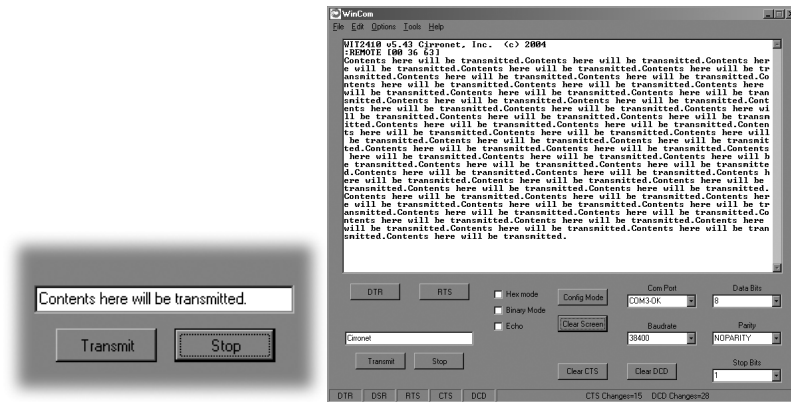 Contents here will be transmitted.
Transmit Stop
WinCom
File Edit Options Tools Help
WIT2410 v5.43 Cirronet, Inc. (c) 2004
:REMOTE [00 36 63]
Contents here will be transmitted.Contents here will be transmitted.Contents her
e will be transmitted.Contents here will be transmitted.Contents here will be tr
ansmitted.Contents here will be transmitted.Contents here will be transmitted.Co
ntents here will be transmitted.Contents here will be transmitted.Contents here
will be transmitted.Contents here will be transmitted.Contents here will be tran
smitted.Contents here will be transmitted.Contents here will be transmitted.Cont
ents here will be transmitted.Contents here will be transmitted.Contents here wi
ll be transmitted.Contents here will be transmitted.Contents here will be transm
itted.Contents here will be transmitted.Contents here will be transmitted.Conten
ts here will be transmitted.Contents here will be transmitted.Contents here will
be transmitted.Contents here will be transmitted.Contents here will be transmit
ted.Contents here will be transmitted.Contents here will be transmitted.Contents
here will be transmitted.Contents here will be transmitted.Contents here will b
e transmitted.Contents here will be transmitted.Contents here will be transmitte
d.Contents here will be transmitted.Contents here will be transmitted.Contents h
ere will be transmitted.Contents here will be transmitted.Contents here will be
transmitted.Contents here will be transmitted.Contents here will be transmitted.
Contents here will be transmitted.Contents here will be transmitted.Contents her
e will be transmitted.Contents here will be transmitted.Contents here will be tr
ansmitted.Contents here will be transmitted.Contents here will be transmitted.Co
ntents here will be transmitted.Contents here will be transmitted.Contents here
will be transmitted.Contents here will be transmitted.Contents here will be tran
smitted.Contents here will be transmitted.
DTR RTS Hex mode Config Mode Com Port Data Bits
COM3-OK 8
Binary Mode
Echo Clear Screen Baudrate Parity
Cirronet 38400 NOPARITY
Transmit Stop Clear CTS Clear DCD Stop Bits
1
DTR DSR RTS CTS DCD CTS Changes=15 DCD Changes=28